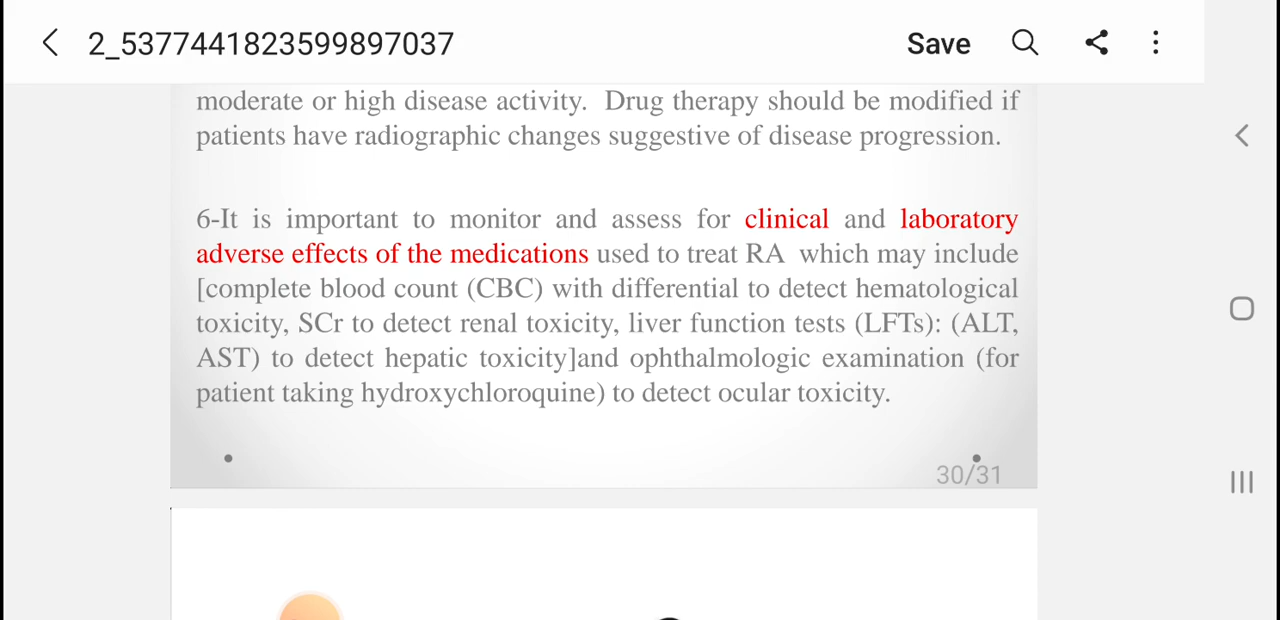 2_5377441823599897037
Save
moderate or high disease activity. Drug therapy should be modified if
patients have radiographic changes suggestive of disease progression.
6-It is important to monitor and assess for clinical and laboratory
adverse effects of the medications used to treat RA which may include
[complete blood count (CBC) with differential to detect hematological
toxicity, SCr to detect renal toxicity, liver function tests (LFTs): (ALT,
AST) to detect hepatic toxicity]and ophthalmologic examination (for
patient taking hydroxychloroquine) to detect ocular toxicity.
30/31